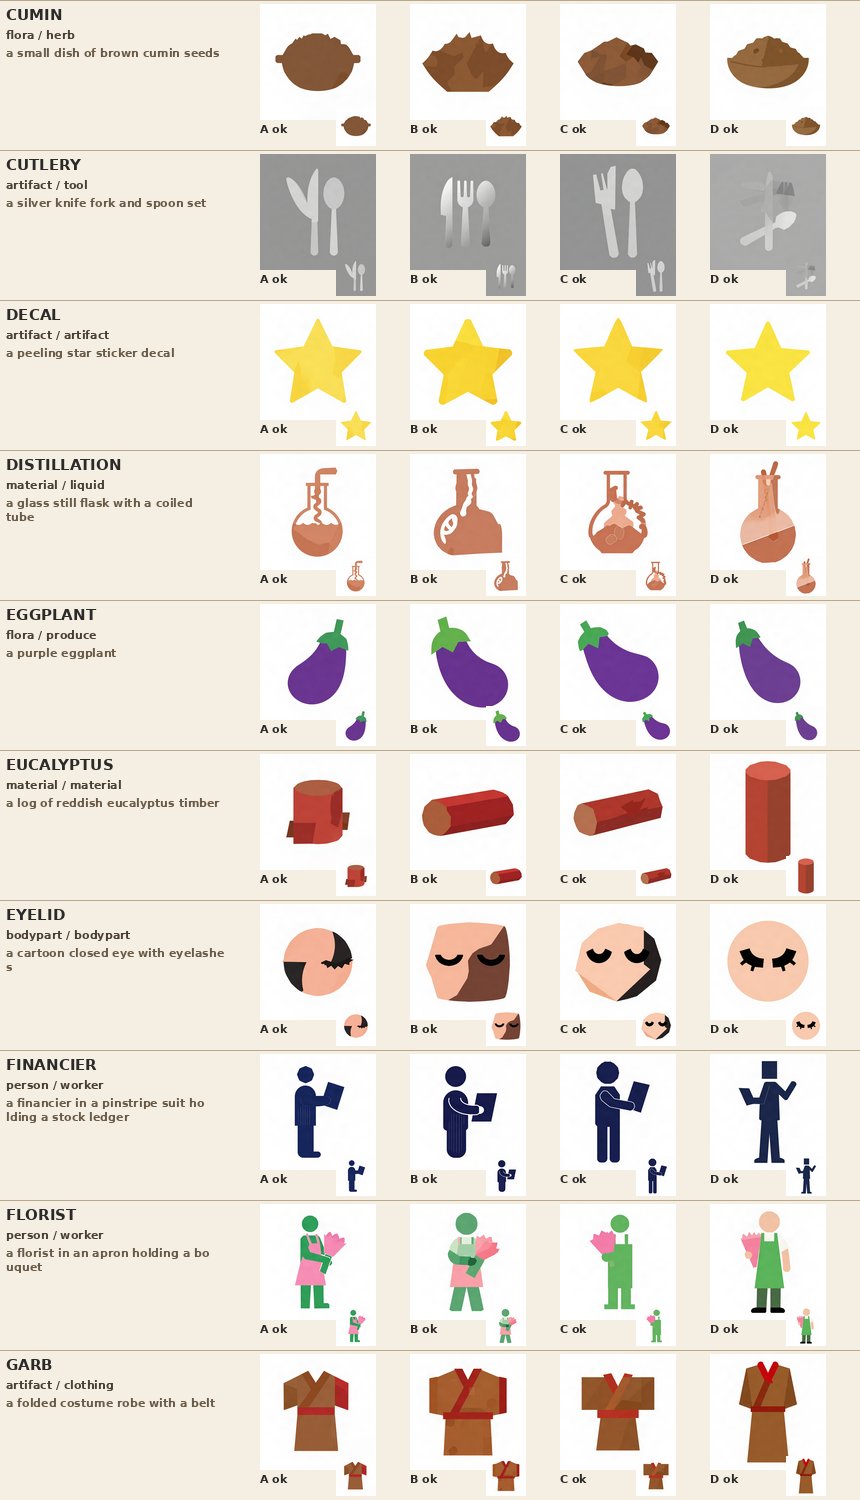 CUMIN
flora / herb
a small dish of brown cumin seeds
A ok
B ok
C ok
D ok
CUTLERY
artifact / tool
a silver knife fork and spoon set
A ok
B ok
C ok
D ok
DECAL
artifact / artifact
a peeling star sticker decal
A ok
B ok
C ok
D ok
DISTILLATION
material / liquid
a glass still flask with a coiled
tube
A ok
B ok
C ok
D ok
EGGPLANT
flora / produce
a purple eggplant
A ok
B ok
C ok
D ok
EUCALYPTUS
material / material
a log of reddish eucalyptus timber
A ok
B ok
C ok
D ok
EYELID
bodypart / bodypart
a cartoon closed eye with eyelashe
s
A ok
B ok
C ok
D ok
FINANCIER
person / worker
a financier in a pinstripe suit ho
lding a stock ledger
A ok
B ok
C ok
D ok
FLORIST
person / worker
a florist in an apron holding a bo
uquet
A ok
B ok
C ok
D ok
GARB
artifact / clothing
a folded costume robe with a belt
A ok
B ok
C ok
D ok